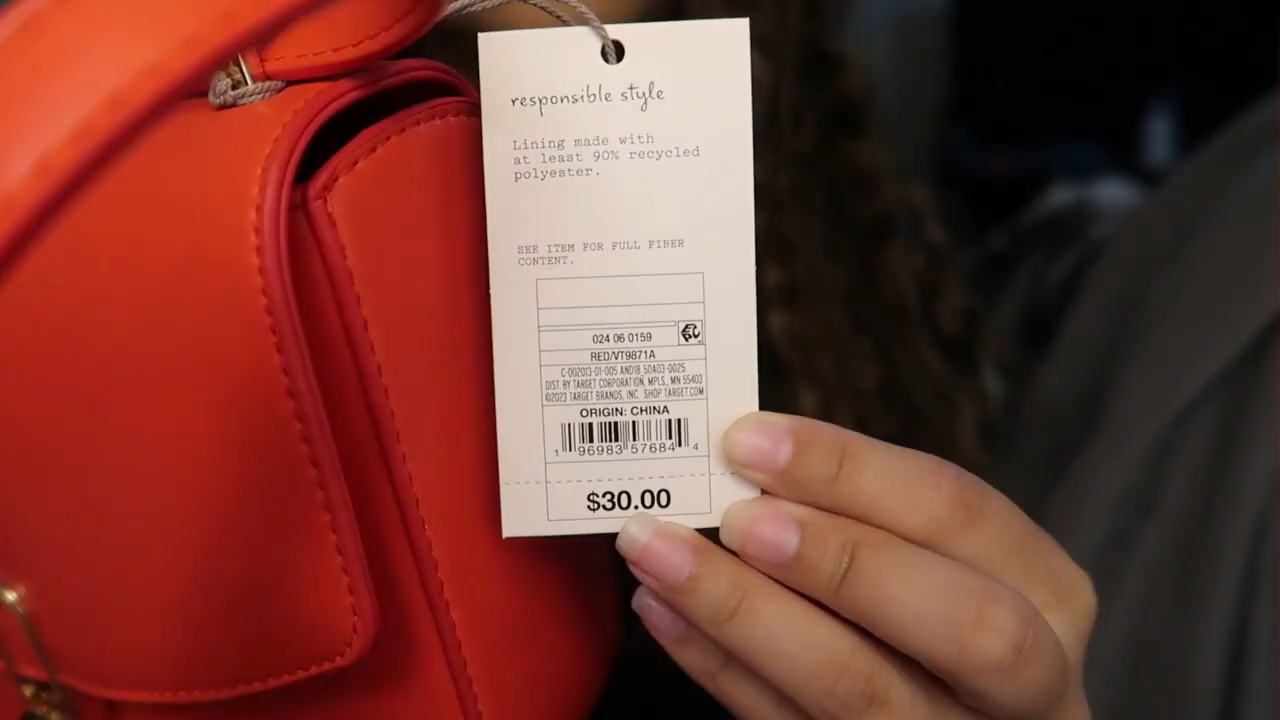 responsible style
Lining made with
at least 90% recycled
polyester.
SEE ITEM FOR FULL FIBER
CONTENT.
024 06 0159
RED/VT9871A
C-002013-01-005 AND18 50A03-0025
DIST. BY TARGET CORPORATION, MPLS., MN 55403
©2023 TARGET BRANDS, INC. SHOP TARGET.COM
ORIGIN: CHINA
1 96983 57684 4
$30.00